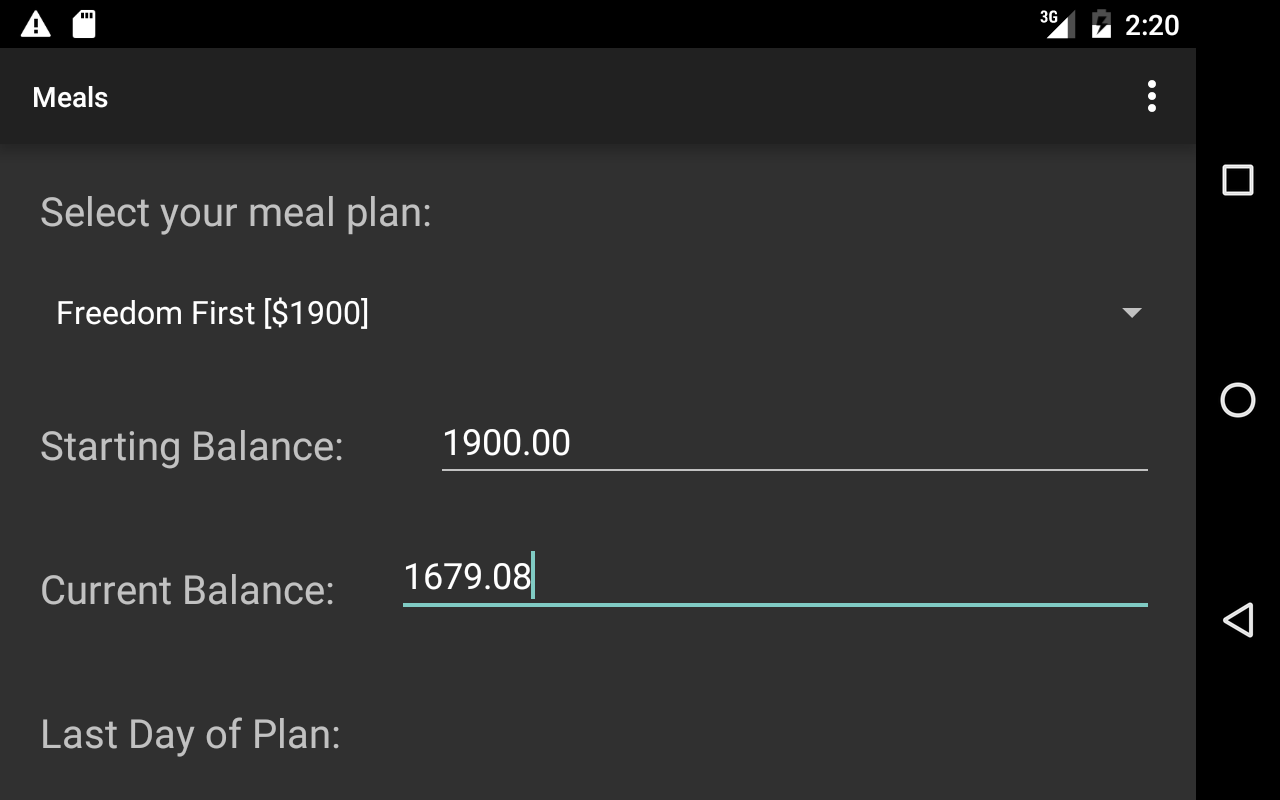 3G 2:20
Meals
Select your meal plan:
Freedom First [$1900]
Starting Balance: 1900.00
Current Balance: 1679.08
Last Day of Plan: